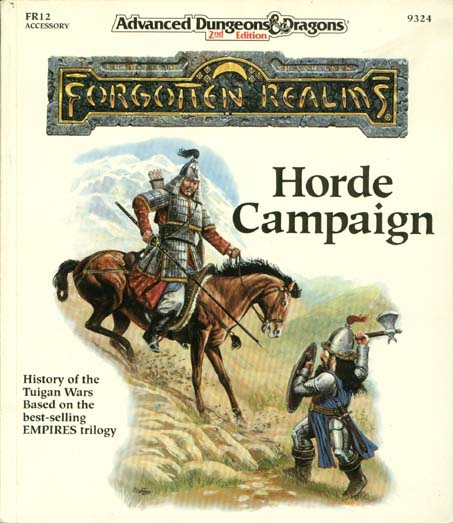 FR12
ACCESSORY
Advanced Dungeons & Dragons®
2nd Edition
9324
FORGOTTEN REALMS®
Horde
Campaign
History of the
Tuigan Wars
Based on the
best-selling
EMPIRES trilogy